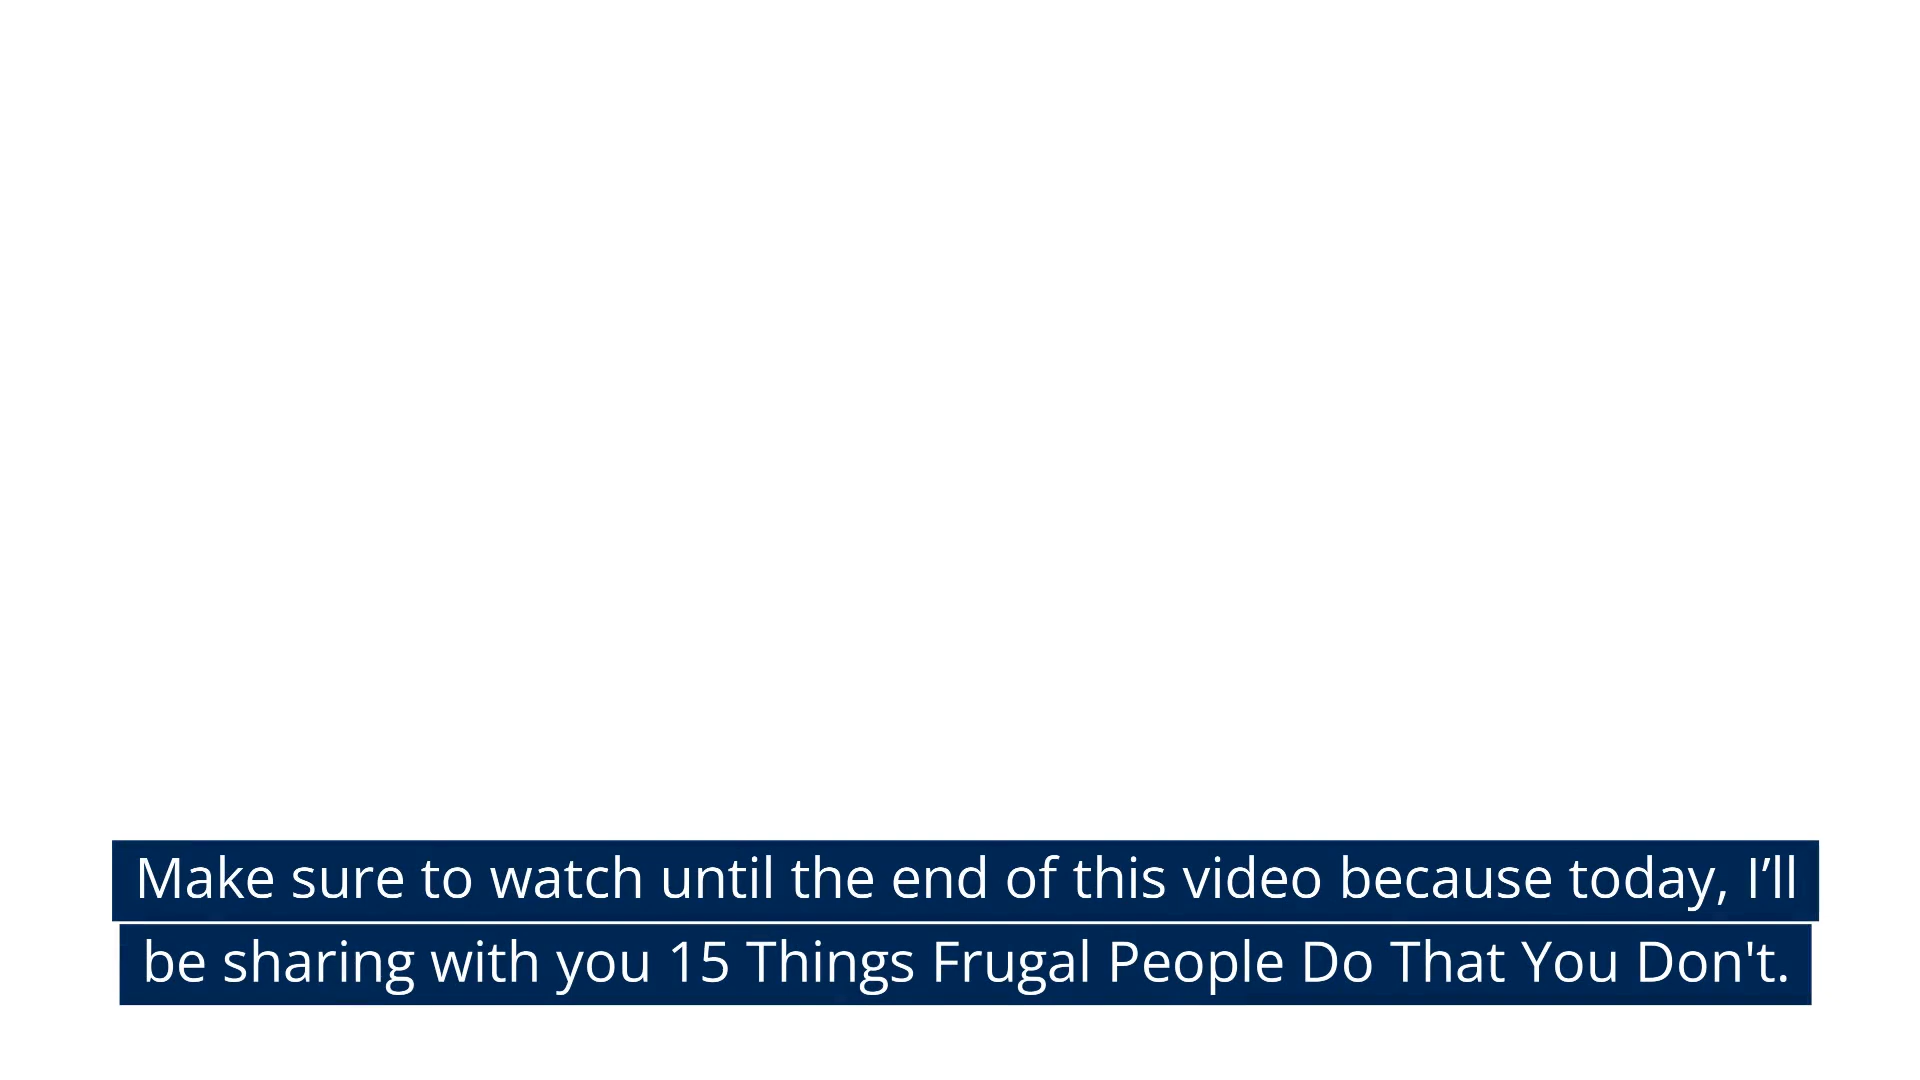 Make sure to watch until the end of this video because today, I’ll
be sharing with you 15 Things Frugal People Do That You Don't.